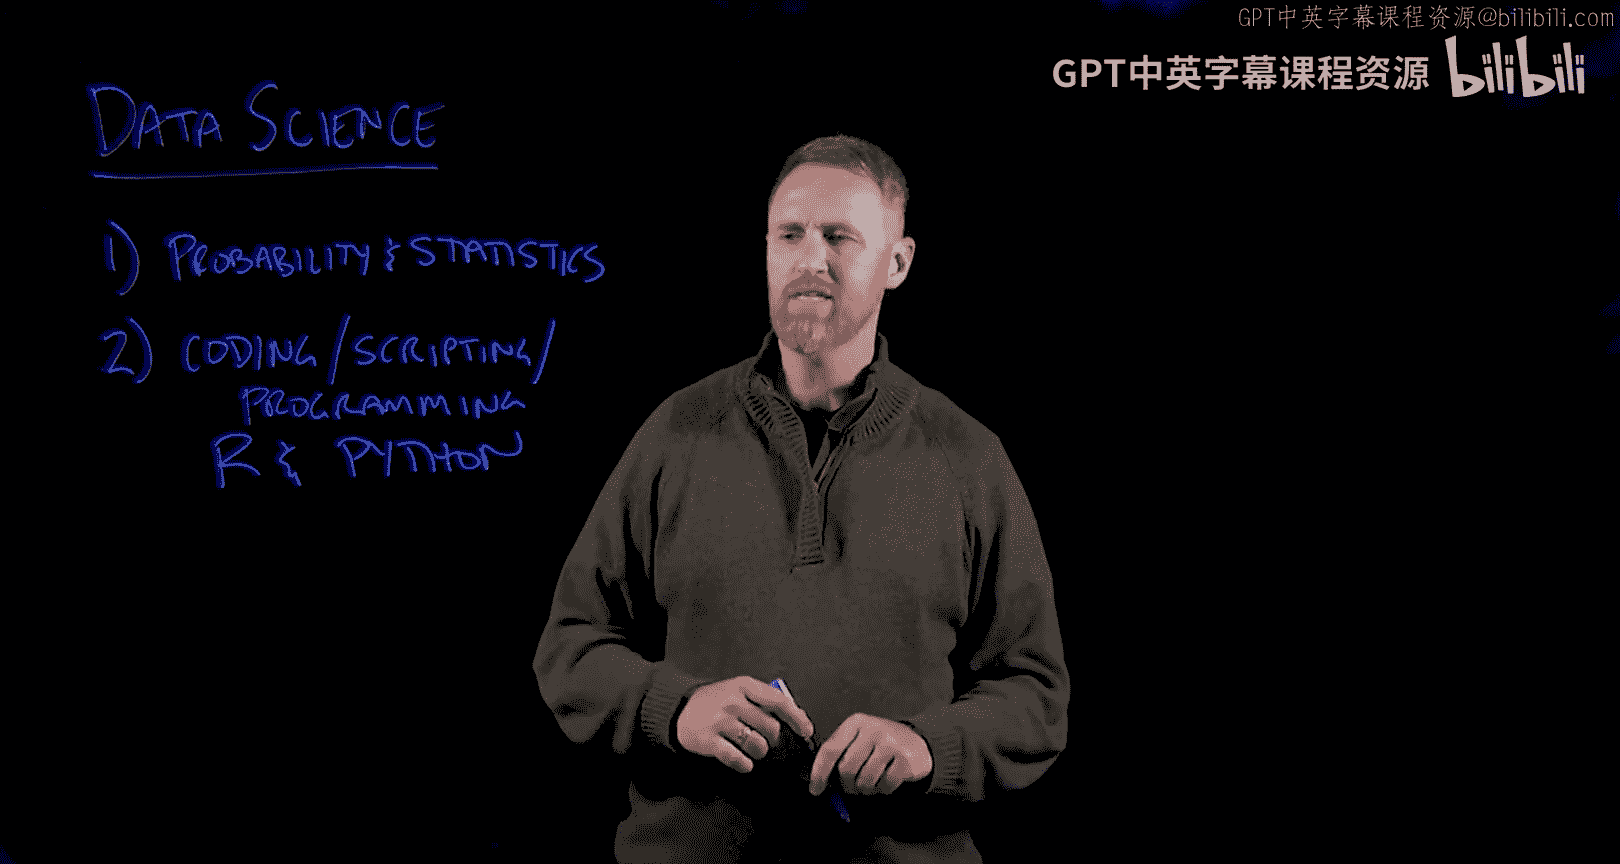 GPT中英字幕课程资源@bilibili.com
GPT中英字幕课程资源 bilibili
DATA SCIENCE
1) PROBABILITY & STATISTICS
2) CODING/SCRIPTING/
PROGRAMMING
R & PYTHON